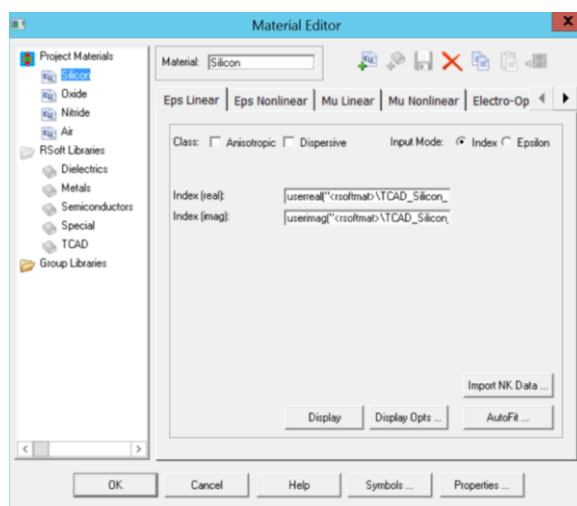 Material Editor
x
Project Materials
Silicon
Oxide
Nitride
Air
RSoft Libraries
Dielectrics
Metals
Semiconductors
Special
TCAD
Group Libraries
Material: Silicon
Eps Linear Eps Nonlinear Mu Linear Mu Nonlinear Electro-Op
Class: Anisotropic Dispersive Input Mode: Index Epsilon
Index (real): userreal("<rsoftmat>\TCAD_Silicon_
Index (imag): userimag("<rsoftmat>\TCAD_Silicon_
Import NK Data ...
Display Display Opts ... AutoFit ...
OK Cancel Help Symbols ... Properties ...